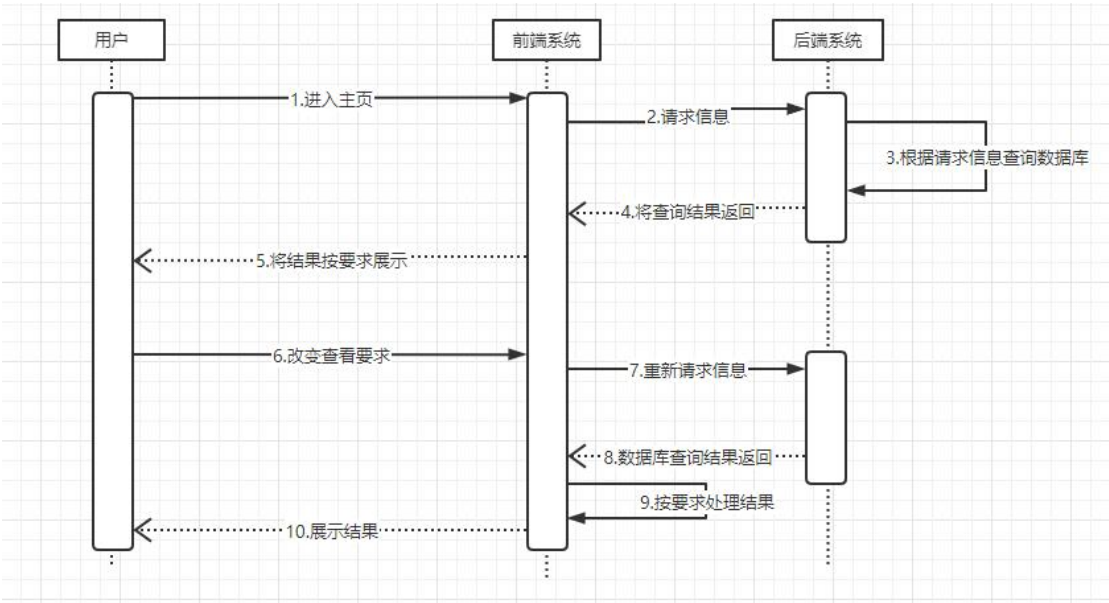 用户
前端系统
后端系统
1.进入主页
2.请求信息
3.根据请求信息查询数据库
4.将查询结果返回
5.将结果按要求展示
6.改变查看要求
7.重新请求信息
8.数据库查询结果返回
9.按要求处理结果
10.展示结果